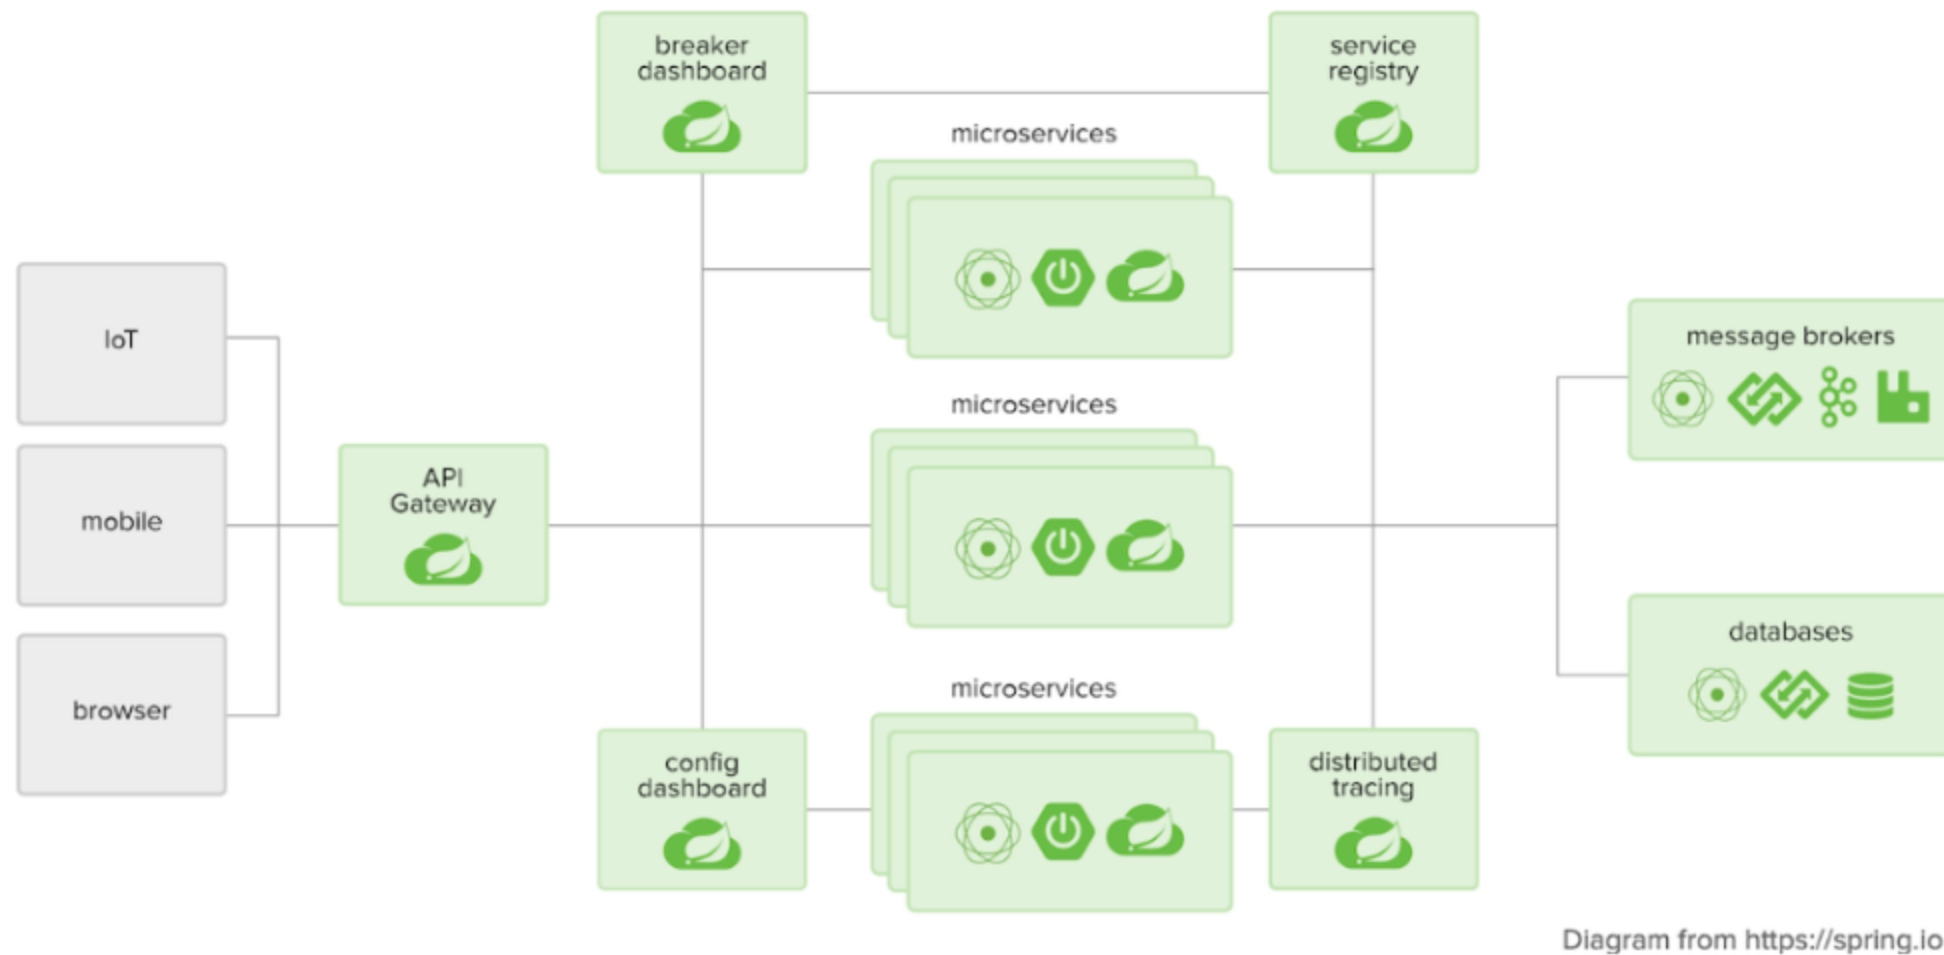 breaker
dashboard
service
registry
microservices
IoT
mobile
browser
API
Gateway
microservices
message brokers
databases
microservices
config
dashboard
distributed
tracing
Diagram from https://spring.io